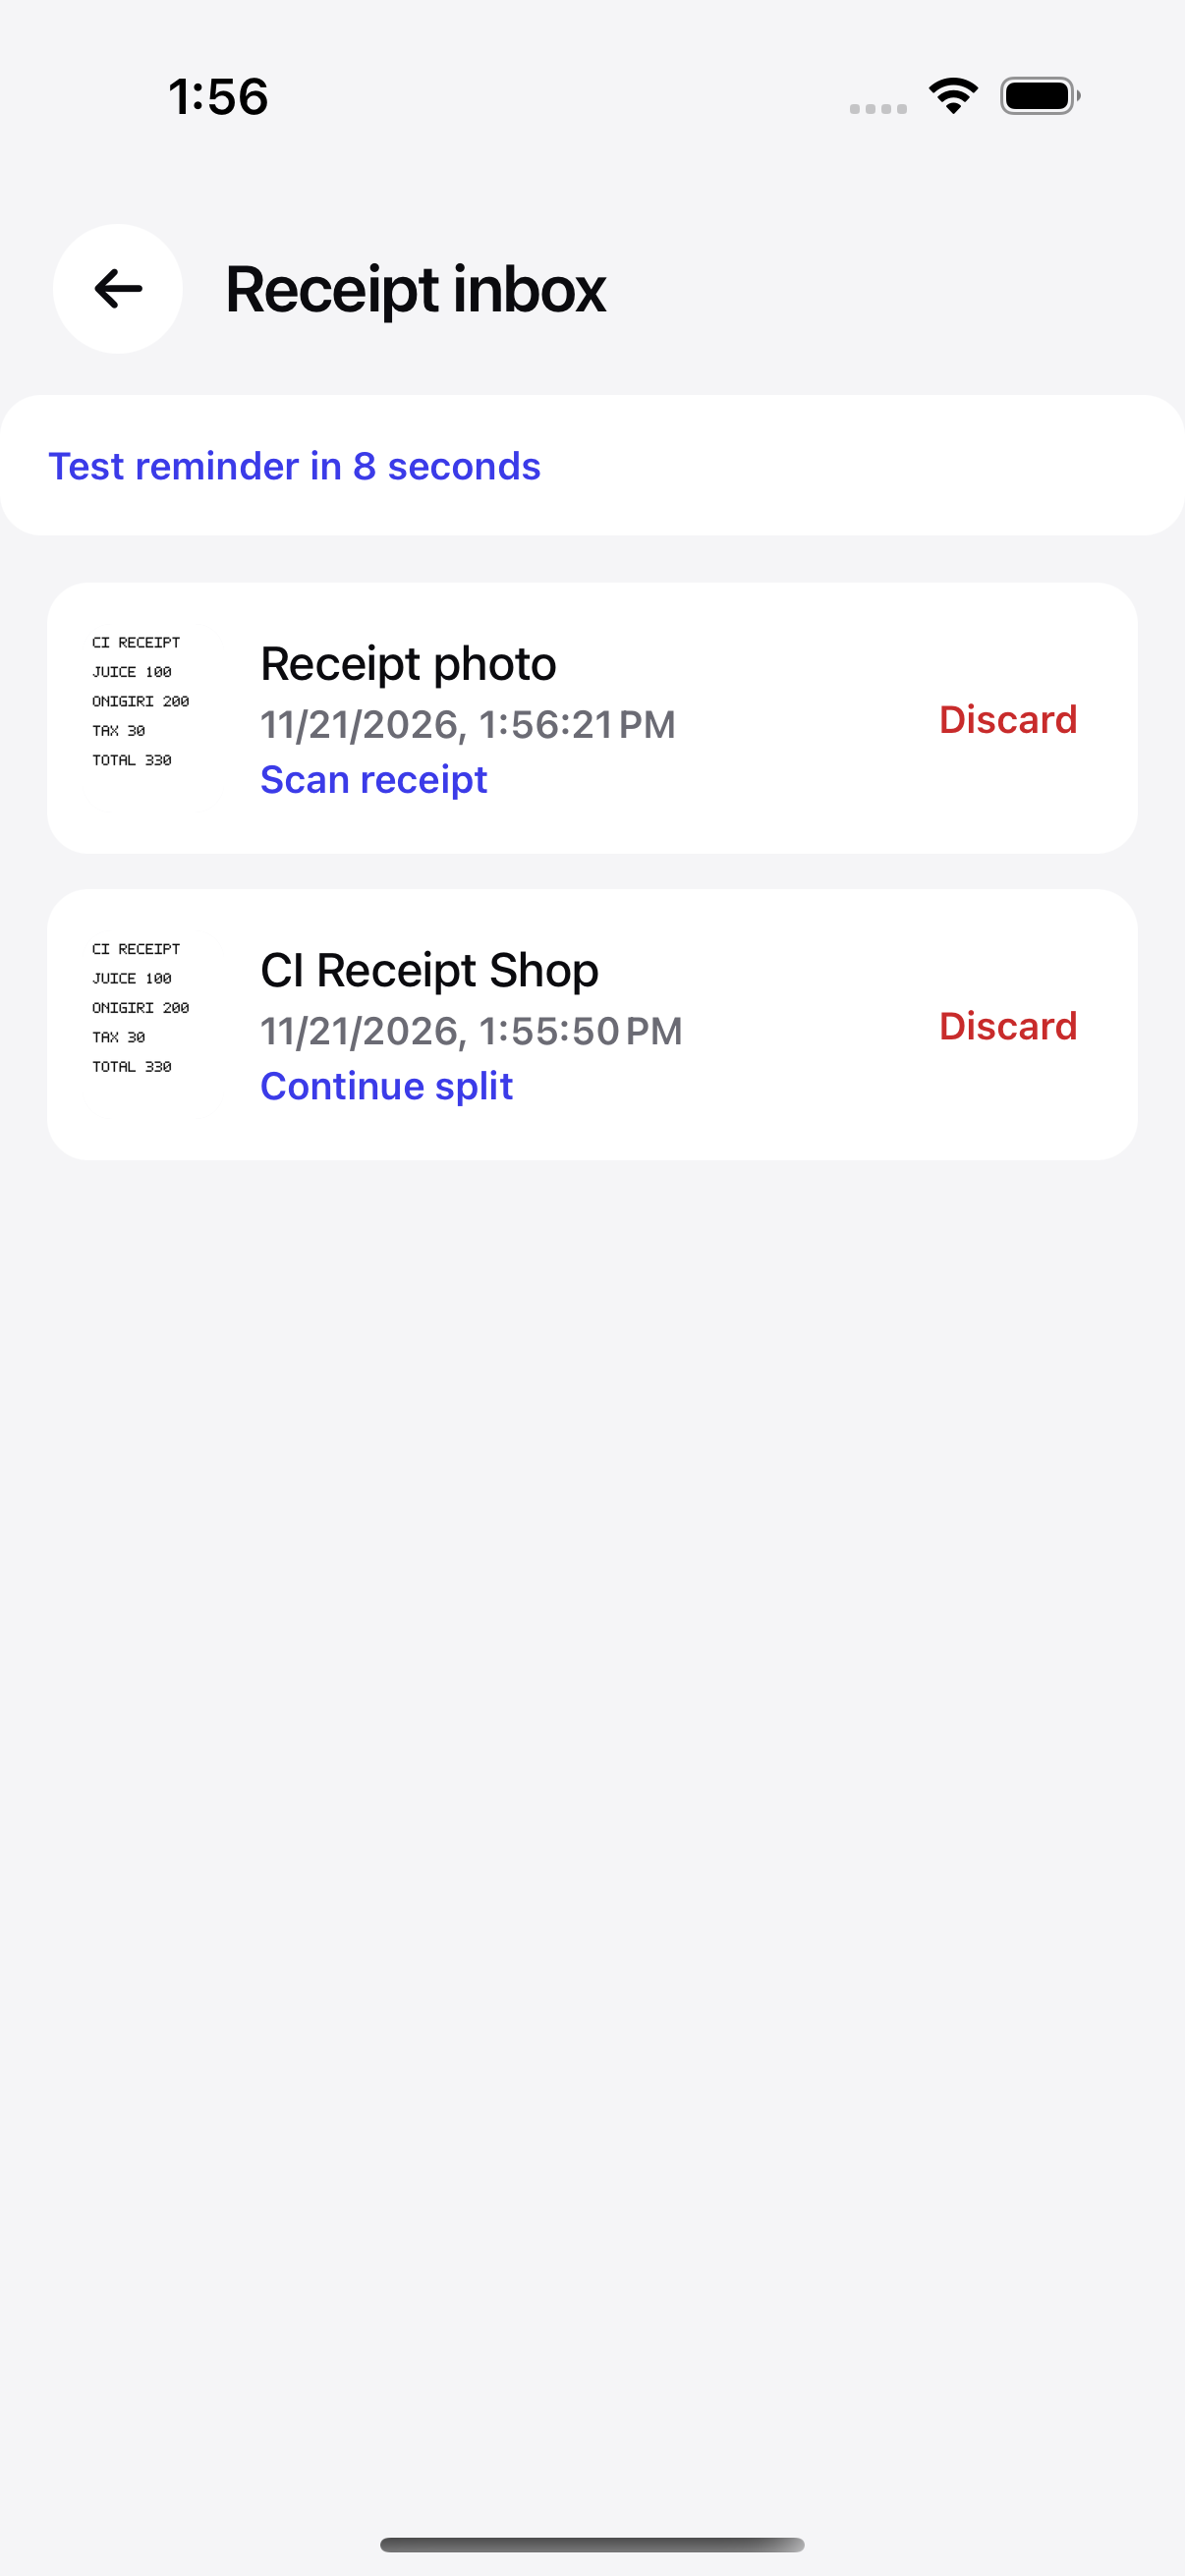 1:56
Receipt inbox
Test reminder in 8 seconds
CI RECEIPT
JUICE 100
ONIGIRI 200
TAX 30
TOTAL 330
Receipt photo
11/21/2026, 1:56:21 PM
Scan receipt
Discard
CI RECEIPT
JUICE 100
ONIGIRI 200
TAX 30
TOTAL 330
CI Receipt Shop
11/21/2026, 1:55:50 PM
Continue split
Discard